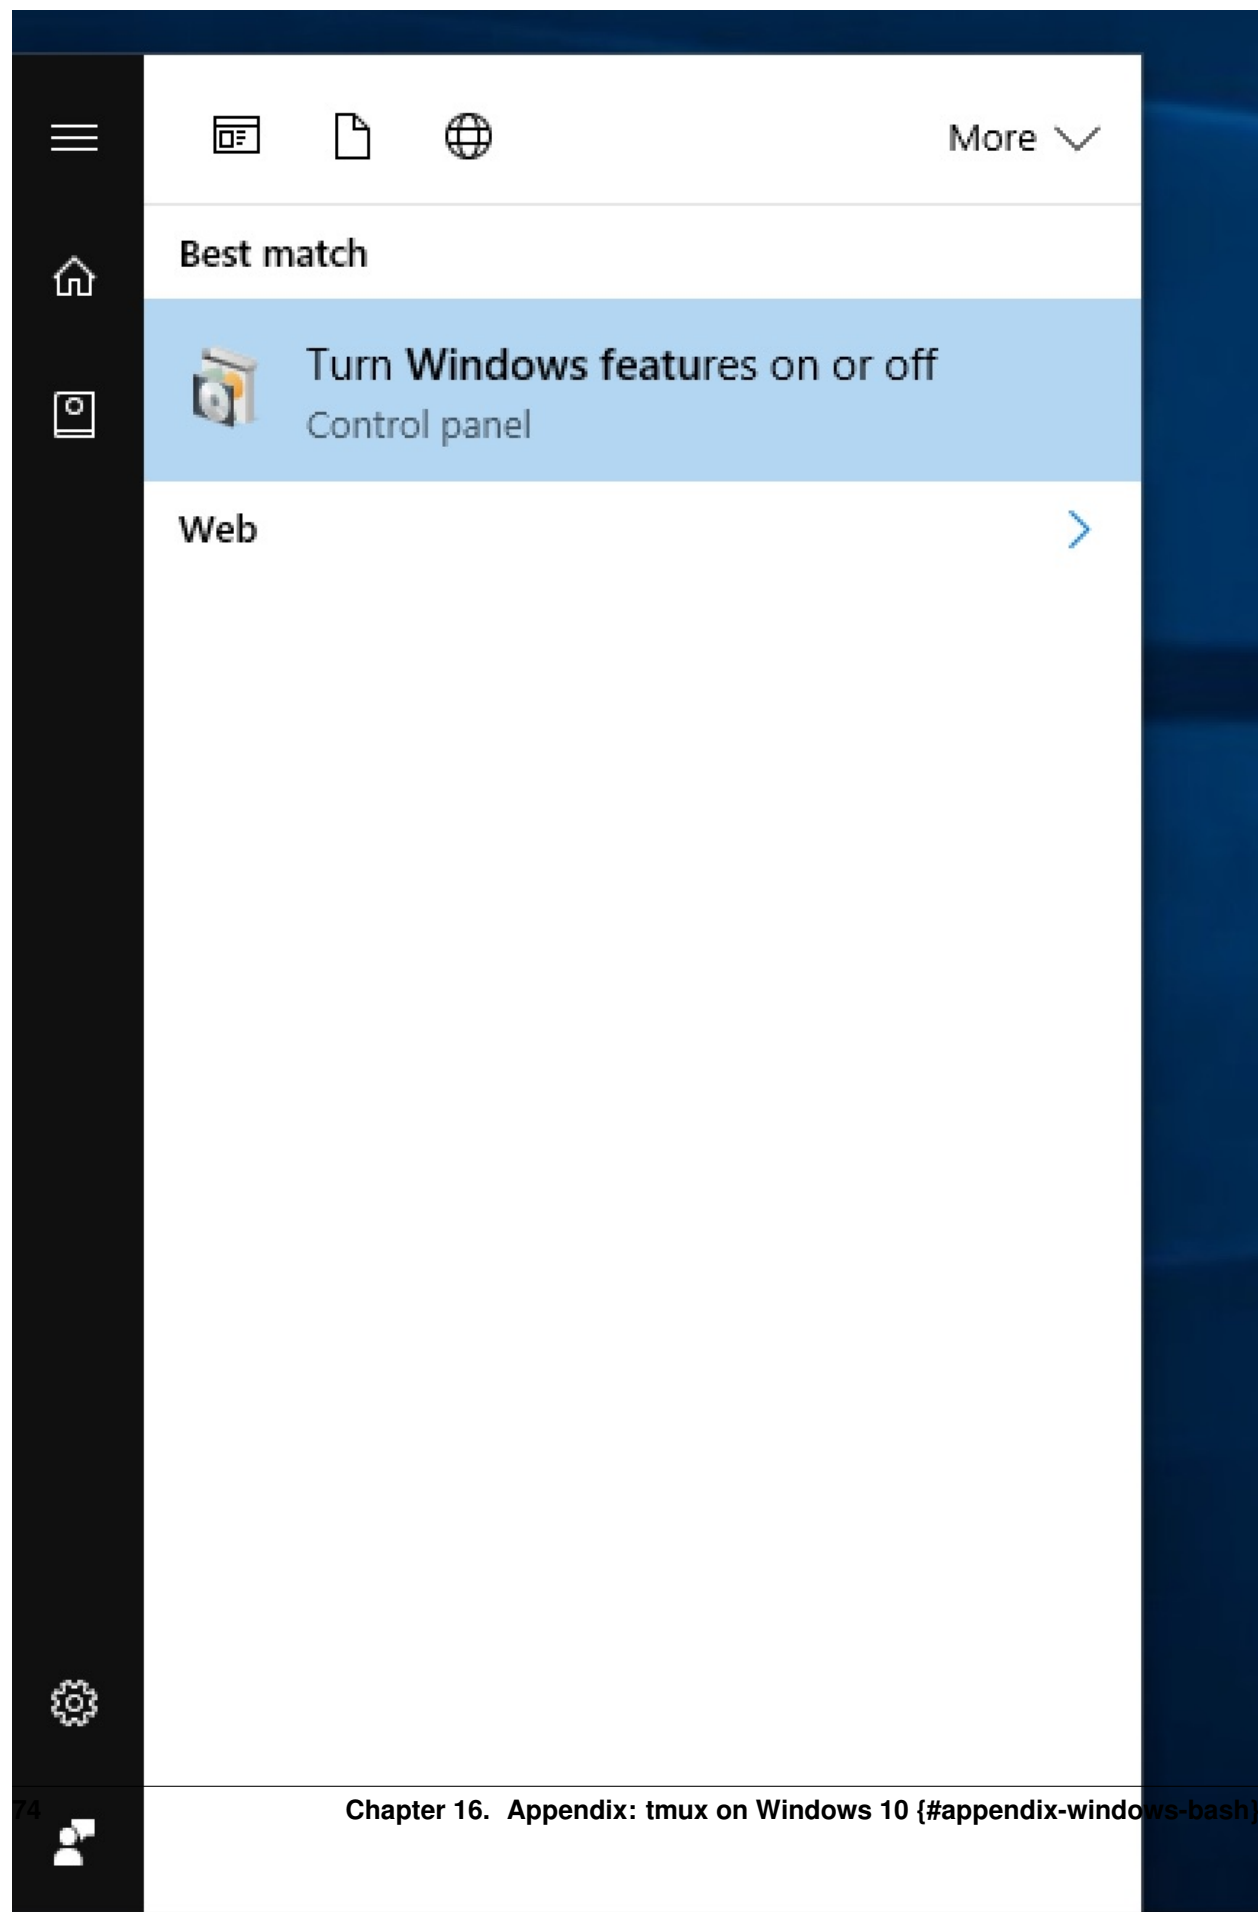 More
Best match
Turn Windows features on or off
Control panel
Web
74
Chapter 16. Appendix: tmux on Windows 10 {#appendix-windows-bash}